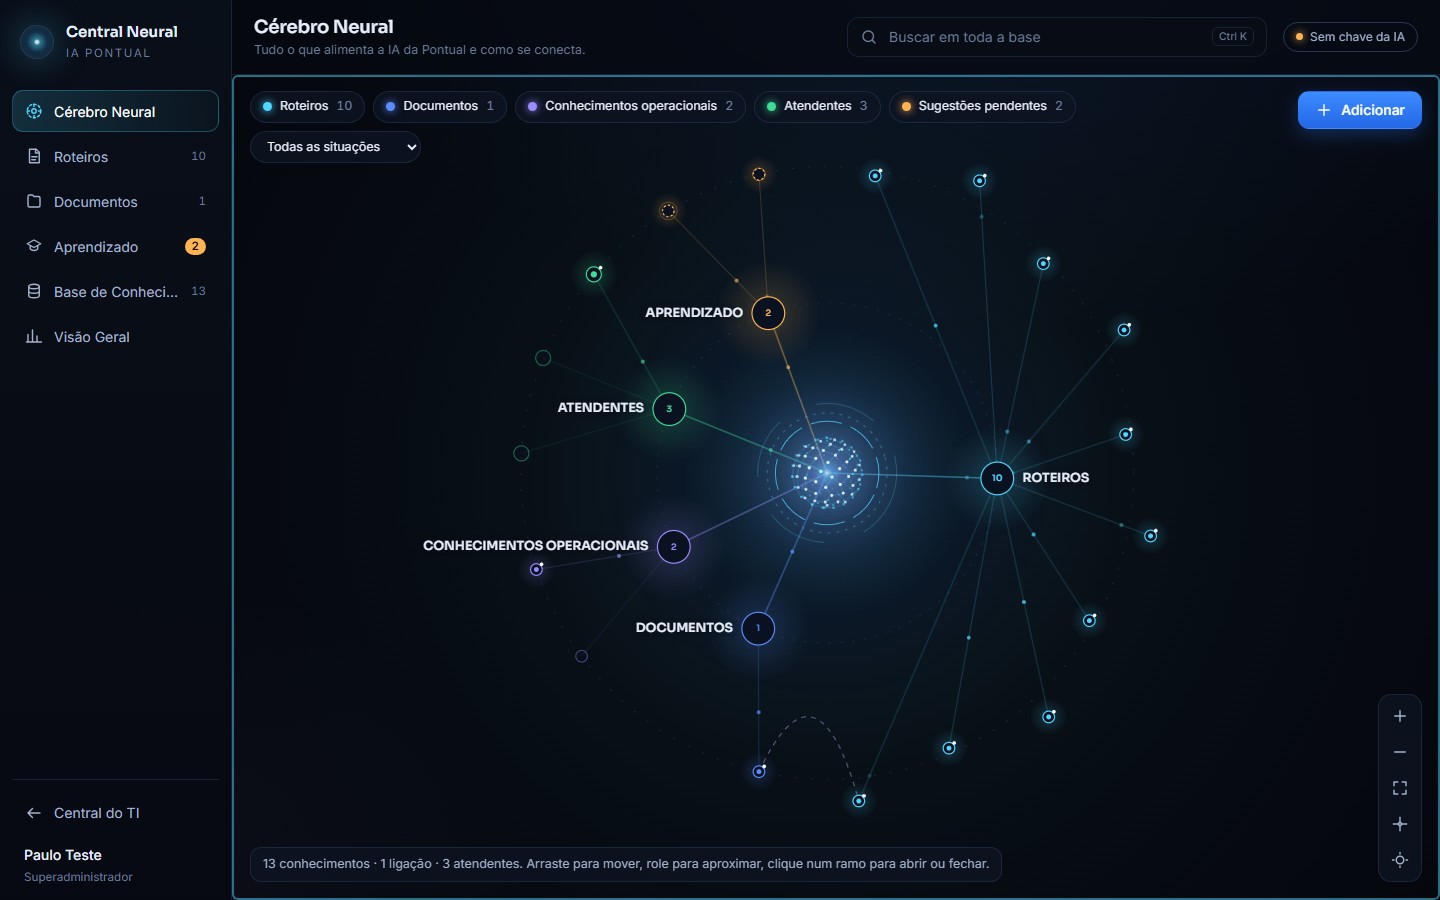 Central Neural
IA PONTUAL
Cérebro Neural
Roteiros 10
Documentos 1
Aprendizado 2
Base de Conheci... 13
Visão Geral
Central do TI
Paulo Teste
Superadministrador
Cérebro Neural
Tudo o que alimenta a IA da Pontual e como se conecta.
Buscar em toda a base Ctrl K
Sem chave da IA
Roteiros 10
Documentos 1
Conhecimentos operacionais 2
Atendentes 3
Sugestões pendentes 2
Adicionar
Todas as situações
APRENDIZADO 2
ATENDENTES 3
10 ROTEIROS
CONHECIMENTOS OPERACIONAIS 2
DOCUMENTOS 1
13 conhecimentos · 1 ligação · 3 atendentes. Arraste para mover, role para aproximar, clique num ramo para abrir ou fechar.